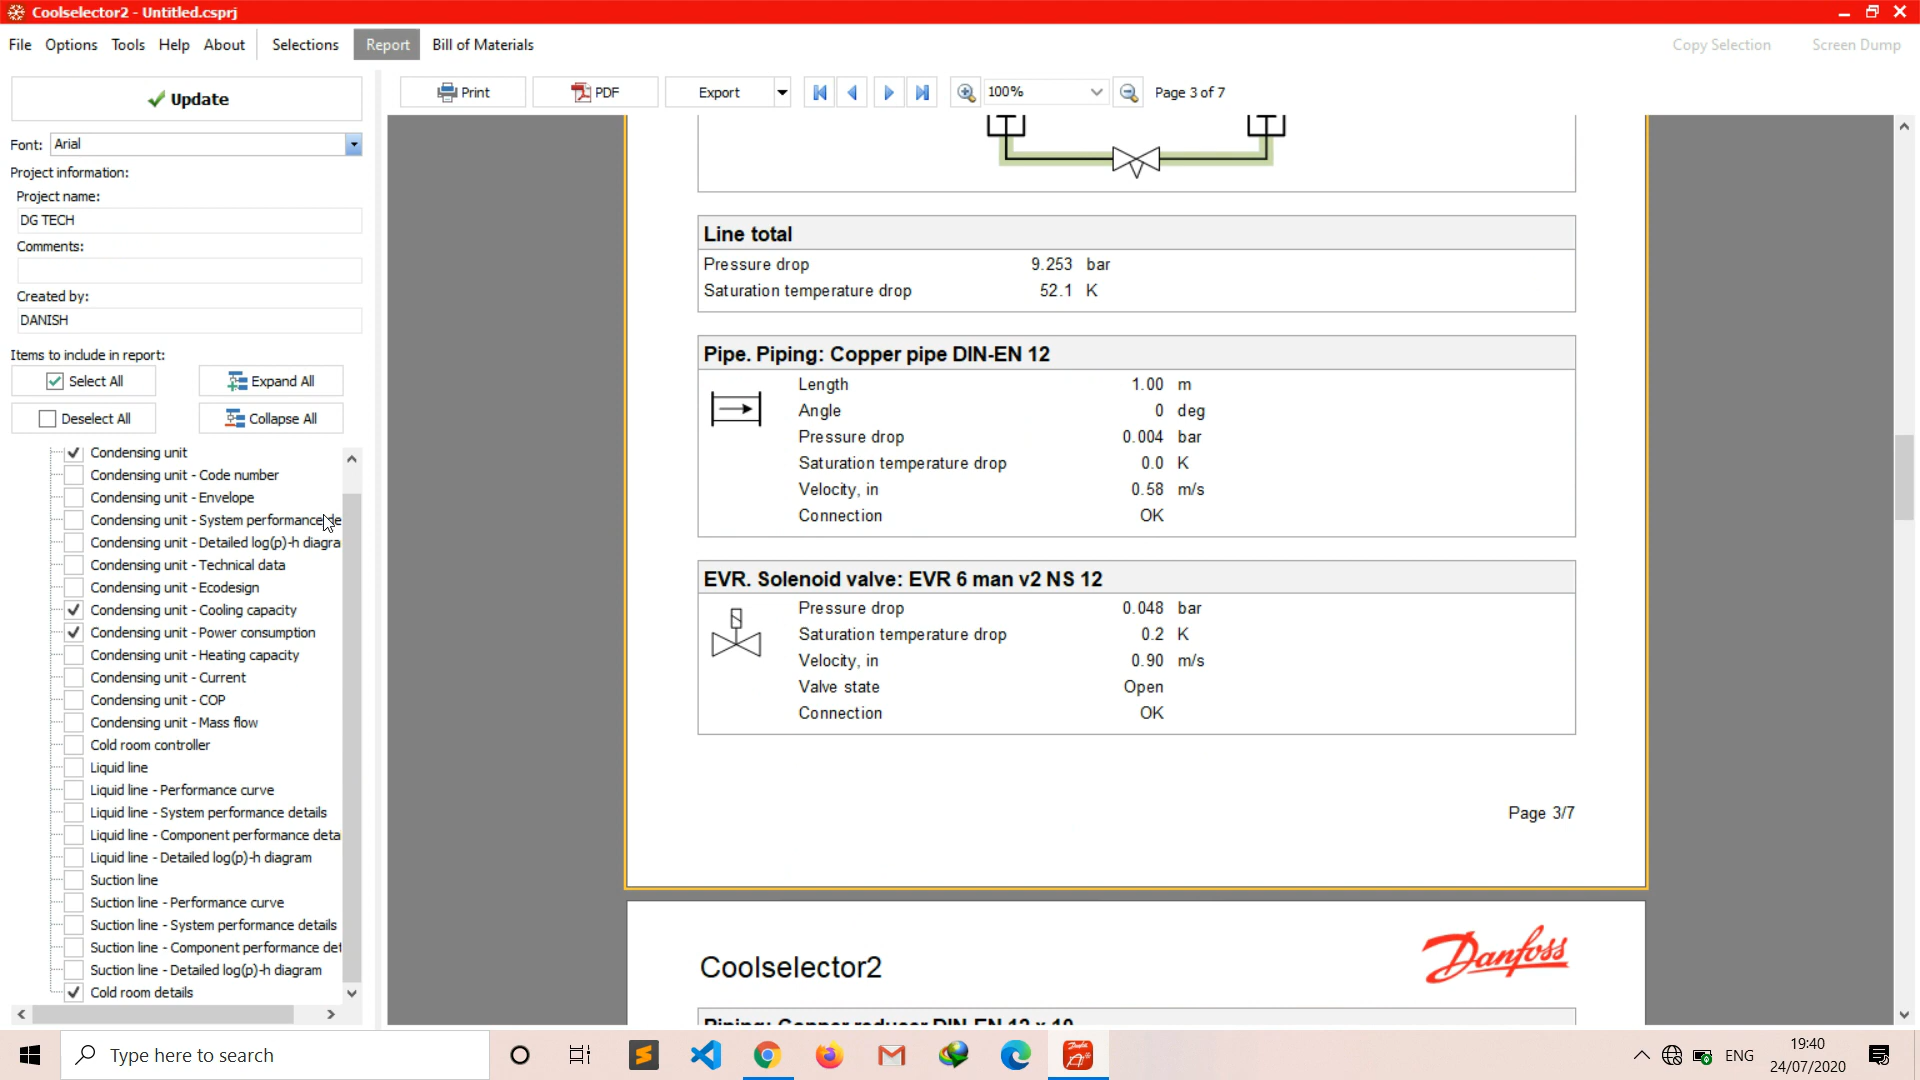 Coolselector2 - Untitled.csprj
File Options Tools Help About Selections Report Bill of Materials Copy Selection Screen Dump
Update
Print PDF Export 100% Page 3 of 7
Font: Arial
Project information:
Project name:
DG TECH
Comments:
Created by:
DANISH
Items to include in report:
Select All Expand All
Deselect All Collapse All
Condensing unit
Condensing unit - Code number
Condensing unit - Envelope
Condensing unit - System performance de
Condensing unit - Detailed log(p)-h diagra
Condensing unit - Technical data
Condensing unit - Ecodesign
Condensing unit - Cooling capacity
Condensing unit - Power consumption
Condensing unit - Heating capacity
Condensing unit - Current
Condensing unit - COP
Condensing unit - Mass flow
Cold room controller
Liquid line
Liquid line - Performance curve
Liquid line - System performance details
Liquid line - Component performance deta
Liquid line - Detailed log(p)-h diagram
Suction line
Suction line - Performance curve
Suction line - System performance details
Suction line - Component performance det
Suction line - Detailed log(p)-h diagram
Cold room details
Line total
Pressure drop 9.253 bar
Saturation temperature drop 52.1 K
Pipe. Piping: Copper pipe DIN-EN 12
Length 1.00 m
Angle 0 deg
Pressure drop 0.004 bar
Saturation temperature drop 0.0 K
Velocity, in 0.58 m/s
Connection OK
EVR. Solenoid valve: EVR 6 man v2 NS 12
Pressure drop 0.048 bar
Saturation temperature drop 0.2 K
Velocity, in 0.90 m/s
Valve state Open
Connection OK
Page 3/7
Coolselector2 Danfoss
Piping: Copper reducer DIN-EN 12 x 10
Type here to search
ENG
19:40
24/07/2020